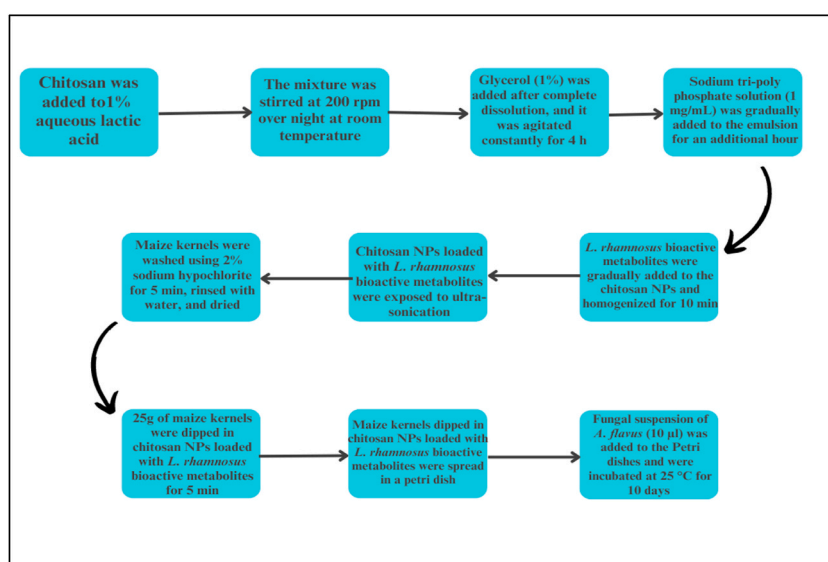 Chitosan was
added to1%
aqueous lactic
acid
The mixture was
stirred at 200 rpm
over night at room
temperature
Glycerol (1%) was
added after complete
dissolution, and it
was agitated
constantly for 4 h
Sodium tri-poly
phosphate solution (1
mg/mL) was gradually
added to the emulsion
for an additional hour
L. rhamnosus bioactive
metabolites were
gradually added to the
chitosan NPs and
homogenized for 10 min
Chitosan NPs loaded
with L. rhamnosus
bioactive metabolites
were exposed to ultra-
sonication
Maize kernels were
washed using 2%
sodium hypochlorite
for 5 min, rinsed with
water, and dried
25g of maize kernels
were dipped in
chitosan NPs loaded
with L. rhamnosus
bioactive metabolites
for 5 min
Maize kernels dipped in
chitosan NPs loaded with
L. rhamnosus bioactive
metabolites were spread
in a petri dish
Fungal suspension of
A. flavus (10 µl) was
added to the Petri
dishes and were
incubated at 25 °C for
10 days